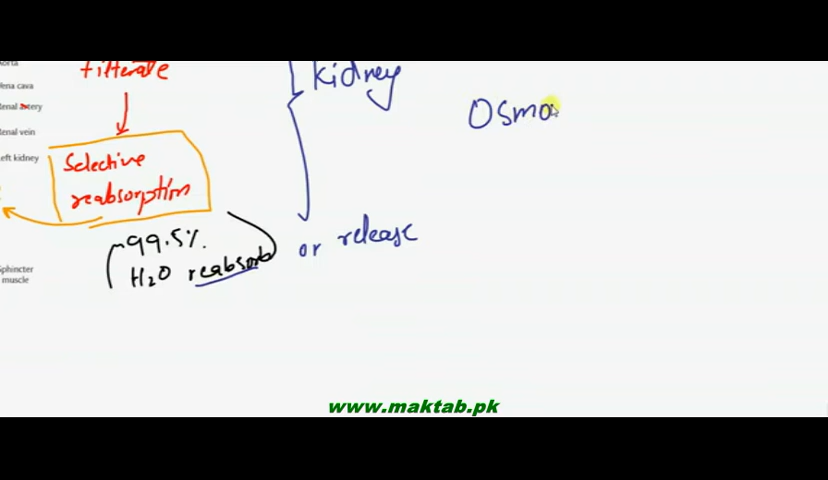 Aorta
Vena cava
Renal artery
Renal vein
Left kidney
Sphincter
muscle
filterate
Selective
reabsorption
99.5%.
H2O reabsorb
kidney
or release
Osmo
www.maktab.pk